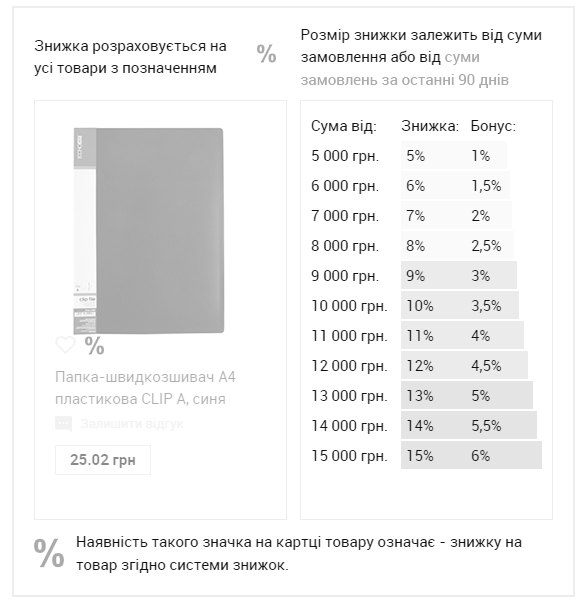 Знижка розраховується на
усі товари з позначенням
%
Розмір знижки залежить від суми
замовлення або від суми
замовлень за останні 90 днів
%
Папка-швидкозшивач А4
пластикова CLIP A, синя
Залишити відгук
25.02 грн
Сума від: Знижка: Бонус:
5 000 грн. 5% 1%
6 000 грн. 6% 1,5%
7 000 грн. 7% 2%
8 000 грн. 8% 2,5%
9 000 грн. 9% 3%
10 000 грн. 10% 3,5%
11 000 грн. 11% 4%
12 000 грн. 12% 4,5%
13 000 грн. 13% 5%
14 000 грн. 14% 5,5%
15 000 грн. 15% 6%
% Наявність такого значка на картці товару означає - знижку на
товар згідно системи знижок.